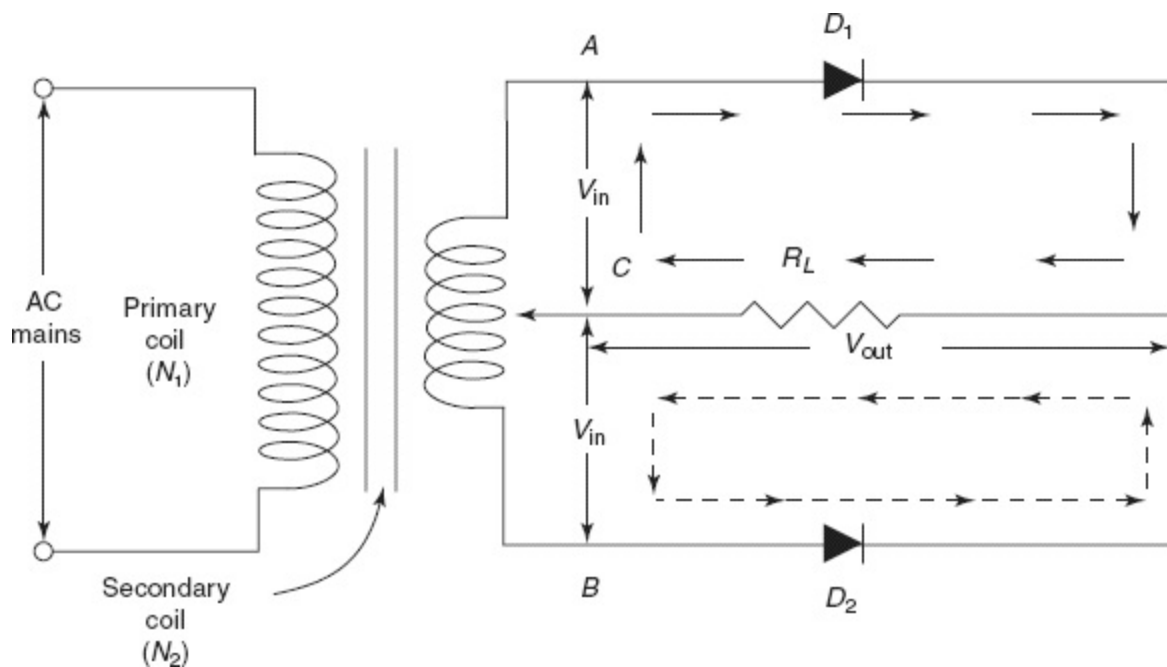 D1
A
Vin
C
RL
AC
mains
Primary
coil
(N1)
Vout
Vin
Secondary
coil
(N2)
B
D2